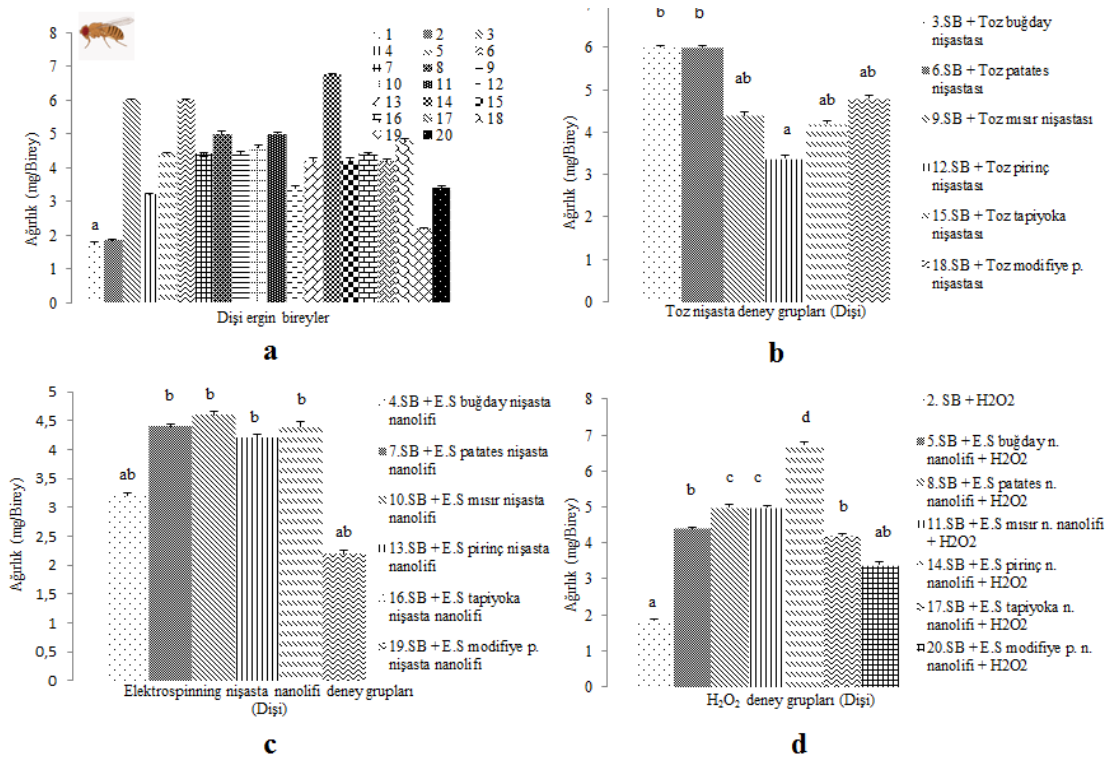 8
7
6
5
4
3
2
1
0
Ağırlık (mg/Birey)
a
1 2 3
4 5 6
7 8 9
10 11 12
13 14 15
16 17 18
19 20
Dişi ergin bireyler
a
b b
6
5
4
3
2
1
0
Ağırlık (mg/Birey)
ab
a
ab
ab
3.SB + Toz buğday
nişastası
6.SB + Toz patates
nişastası
9.SB + Toz mısır nişastası
12.SB + Toz pirinç
nişastası
15.SB + Toz tapiyoka
nişastası
18.SB + Toz modifiye p.
nişastası
Toz nişasta deney grupları (Dişi)
b
5
4,5
4
3,5
3
2,5
2
1,5
1
0,5
0
Ağırlık (mg/Birey)
ab
b
b
b
b
ab
4.SB + E.S buğday nişasta
nanolifi
7.SB + E.S patates nişasta
nanolifi
10.SB + E.S mısır nişasta
nanolifi
13.SB + E.S pirinç nişasta
nanolifi
16.SB + E.S tapiyoka
nişasta nanolifi
19.SB + E.S modifiye p.
nişasta nanolifi
Elektrospinning nişasta nanolifi deney grupları
(Dişi)
c
8
7
6
5
4
3
2
1
0
Ağırlık (mg/Birey)
a
b
c
c
d
b
ab
2. SB + H2O2
5.SB + E.S buğday n.
nanolifi + H2O2
8.SB + E.S patates n.
nanolifi + H2O2
11.SB + E.S mısır n. nanolifi
+ H2O2
14.SB + E.S pirinç n.
nanolifi + H2O2
17.SB + E.S tapiyoka n.
nanolifi + H2O2
20.SB + E.S modifiye p. n.
nanolifi + H2O2
H₂O₂ deney grupları (Dişi)
d